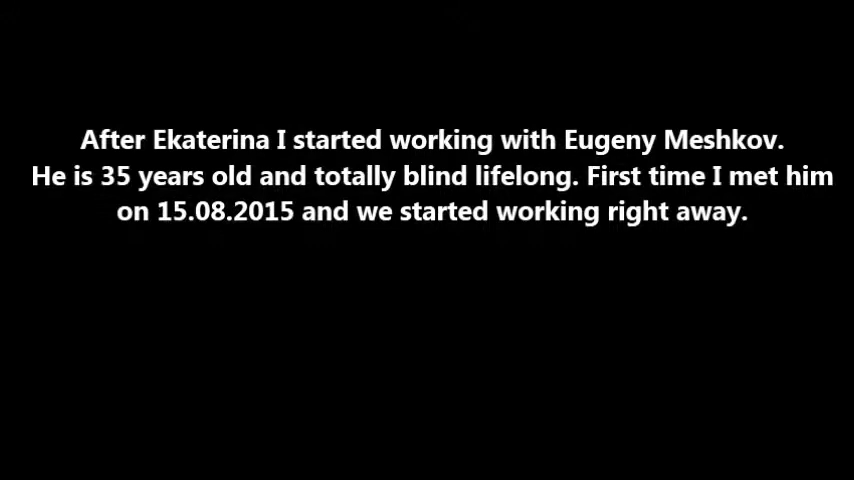 After Ekaterina I started working with Eugeny Meshkov.
He is 35 years old and totally blind lifelong. First time I met him
on 15.08.2015 and we started working right away.